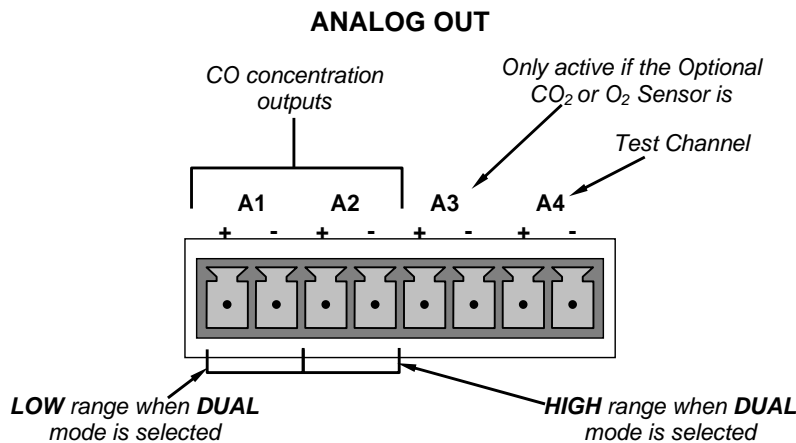 ANALOG OUT
CO concentration
outputs
Only active if the Optional
CO₂ or O₂ Sensor is
Test Channel
A1 A2 A3 A4
+ - + - + - + -
LOW range when DUAL
mode is selected
HIGH range when DUAL
mode is selected